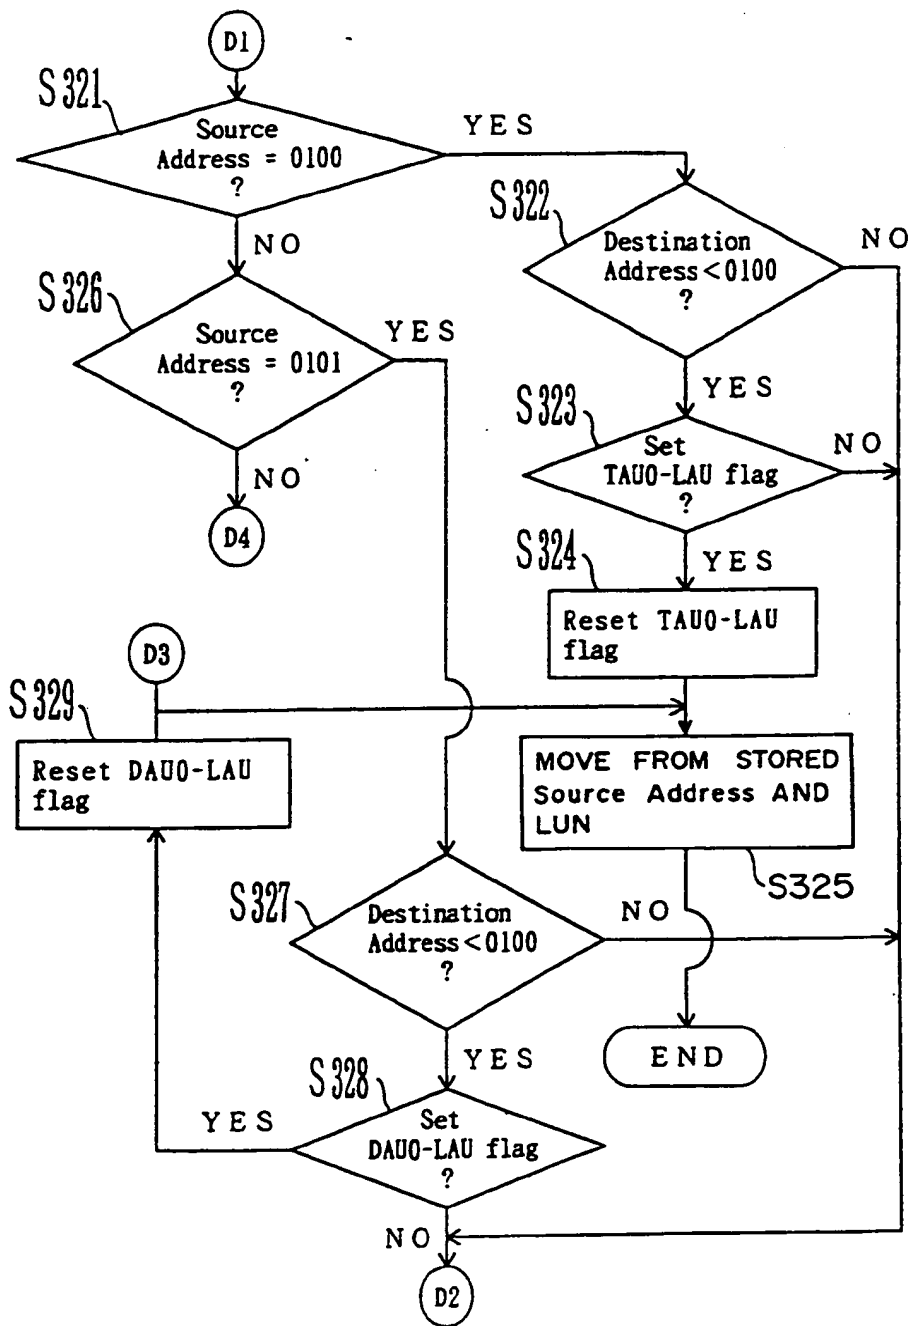 D1
S321
Source
Address = 0100
?
YES
NO
S322
Destination
Address<0100
?
NO
YES
S326
Source
Address = 0101
?
YES
NO
D4
S323
Set
TAU0-LAU flag
?
NO
YES
S324
Reset TAU0-LAU
flag
D3
S329
Reset DAU0-LAU
flag
MOVE FROM STORED
Source Address AND
LUN
S325
S327
Destination
Address<0100
?
NO
YES
END
S328
Set
DAU0-LAU flag
?
YES
NO
D2